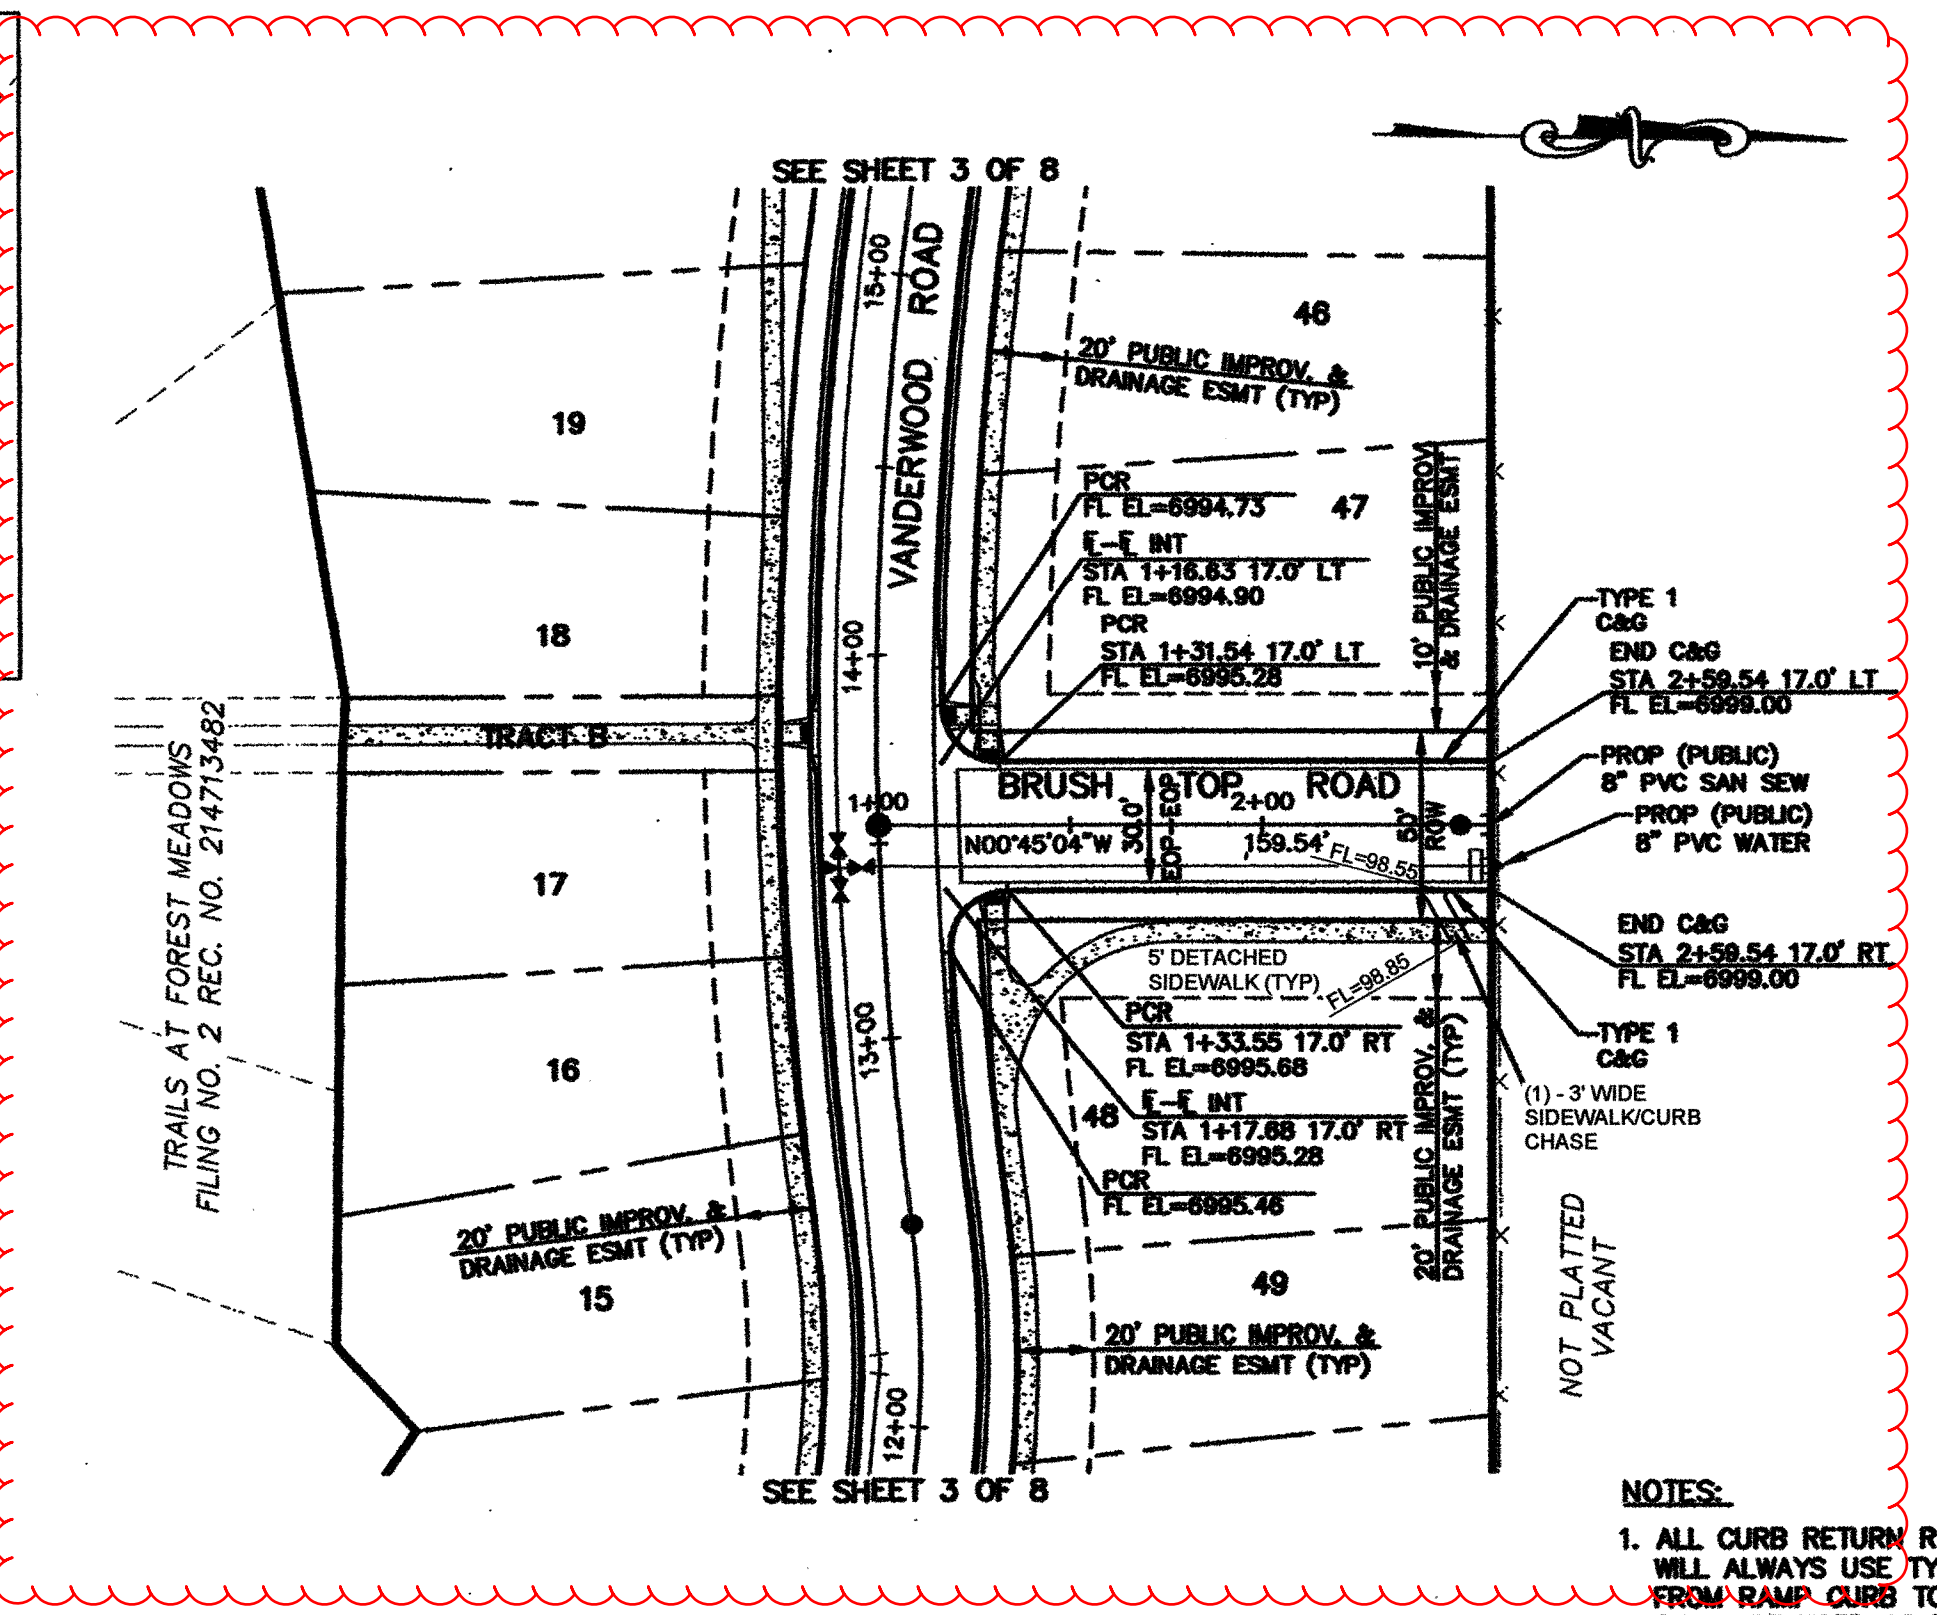 SEE SHEET 3 OF 8
15+00
VANDERWOOD ROAD
14+00
13+00
12+00
19
18
TRACT B
17
16
15
TRAILS AT FOREST MEADOWS
FILING NO. 2 REC. NO. 214713482
20' PUBLIC IMPROV. &
DRAINAGE ESMT (TYP)
46
20' PUBLIC IMPROV. &
DRAINAGE ESMT (TYP)
47
10' PUBLIC IMPROV.
& DRAINAGE ESMT
PCR
FL EL=6994.73
FL-FL INT
STA 1+16.63 17.0' LT
FL EL=6994.90
PCR
STA 1+31.54 17.0' LT
FL EL=6995.28
TYPE 1
C&G
END C&G
STA 2+59.54 17.0' LT
FL EL=6999.00
PROP (PUBLIC)
8" PVC SAN SEW
PROP (PUBLIC)
8" PVC WATER
BRUSH TOP ROAD
1+00
2+00
N00°45'04"W
159.54'
30.0'
EOP-EOP
50'
ROW
FL=98.55
END C&G
STA 2+59.54 17.0' RT
FL EL=6999.00
5' DETACHED
SIDEWALK (TYP)
FL=98.85
PCR
STA 1+33.55 17.0' RT
FL EL=6995.68
48
FL-FL INT
STA 1+17.68 17.0' RT
FL EL=6995.28
PCR
FL EL=6995.46
20' PUBLIC IMPROV. &
DRAINAGE ESMT (TYP)
TYPE 1
C&G
(1) - 3' WIDE
SIDEWALK/CURB
CHASE
NOT PLATTED
VACANT
49
20' PUBLIC IMPROV. &
DRAINAGE ESMT (TYP)
SEE SHEET 3 OF 8
NOTES:
1. ALL CURB RETURN R
WILL ALWAYS USE TY
FROM RAMP CURB TO